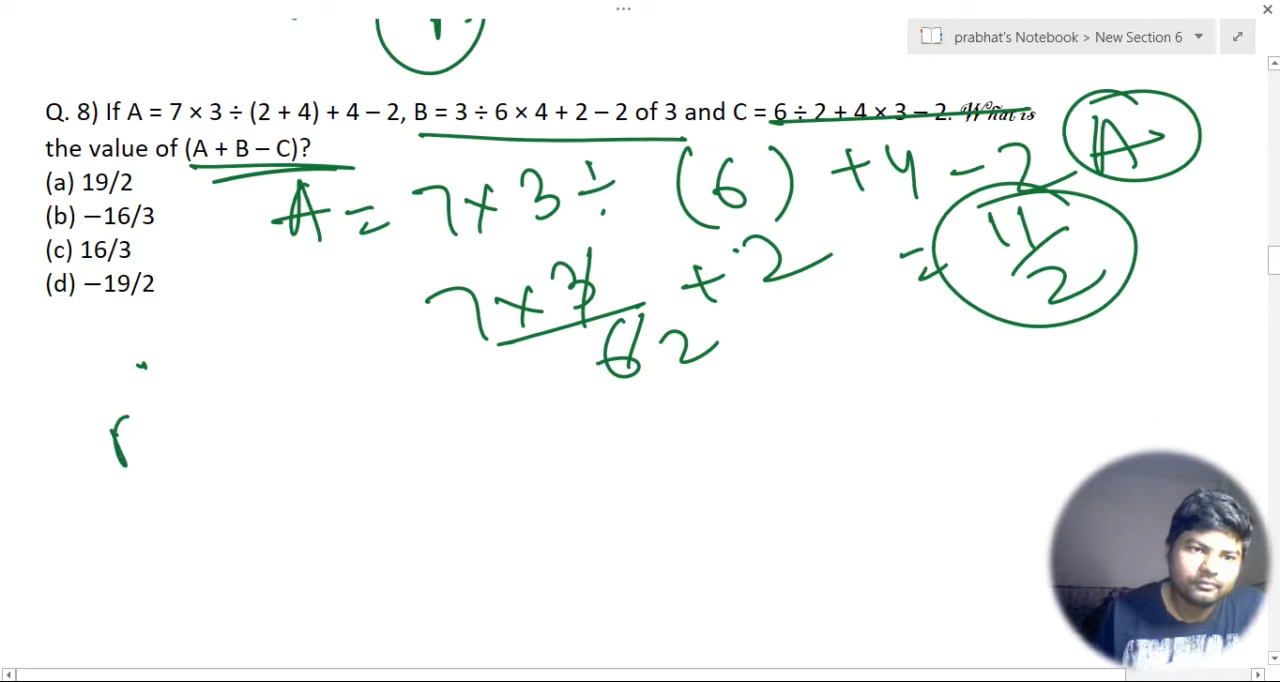 prabhat's Notebook > New Section 6
Q. 8) If A = 7 × 3 ÷ (2 + 4) + 4 − 2, B = 3 ÷ 6 × 4 + 2 − 2 of 3 and C = 6 ÷ 2 + 4 × 3 − 2. What is
the value of (A + B − C)?
(a) 19/2
(b) −16/3
(c) 16/3
(d) −19/2
A = 7 × 3 ÷ (6) + 4 − 2
7 × 3 / 6 2 + 2 = 11/2
A